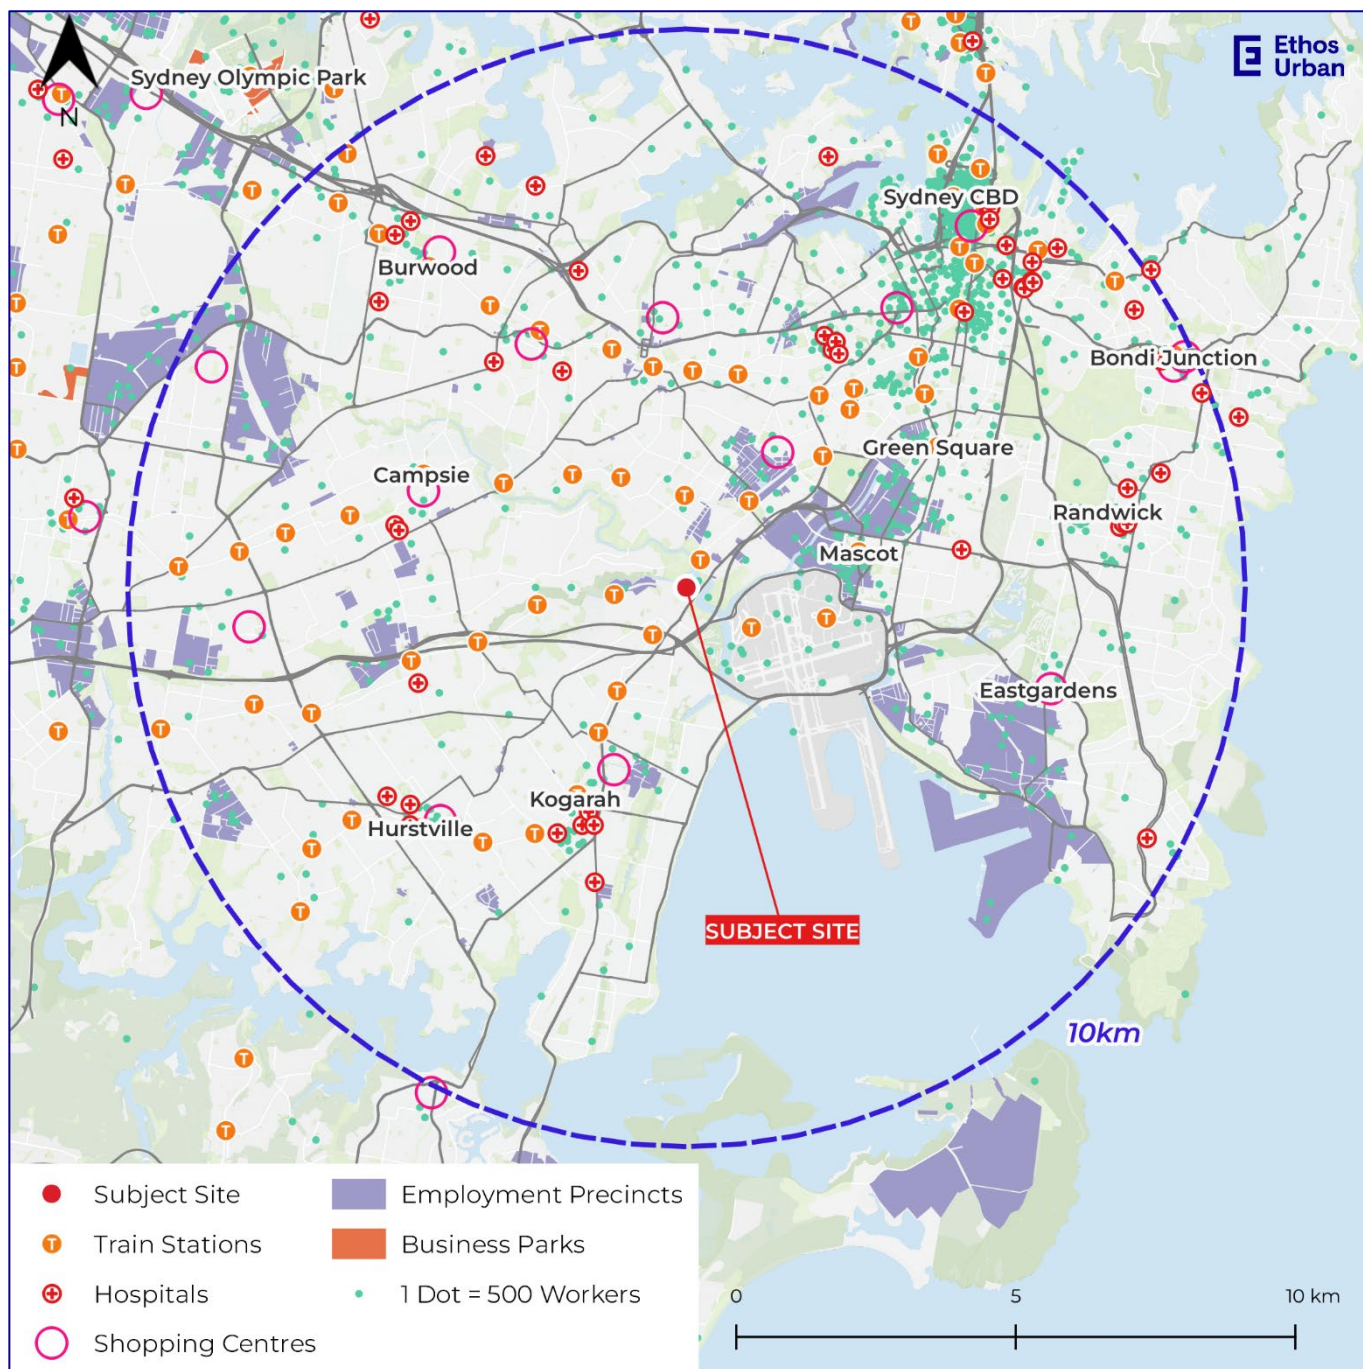 Ethos
Urban
Sydney Olympic Park
N
Sydney CBD
Burwood
Bondi Junction
Green Square
Campsie
Randwick
Mascot
Eastgardens
Kogarah
Hurstville
SUBJECT SITE
10km
Subject Site
Employment Precincts
Train Stations
Business Parks
Hospitals
1 Dot = 500 Workers
Shopping Centres
0 5 10 km